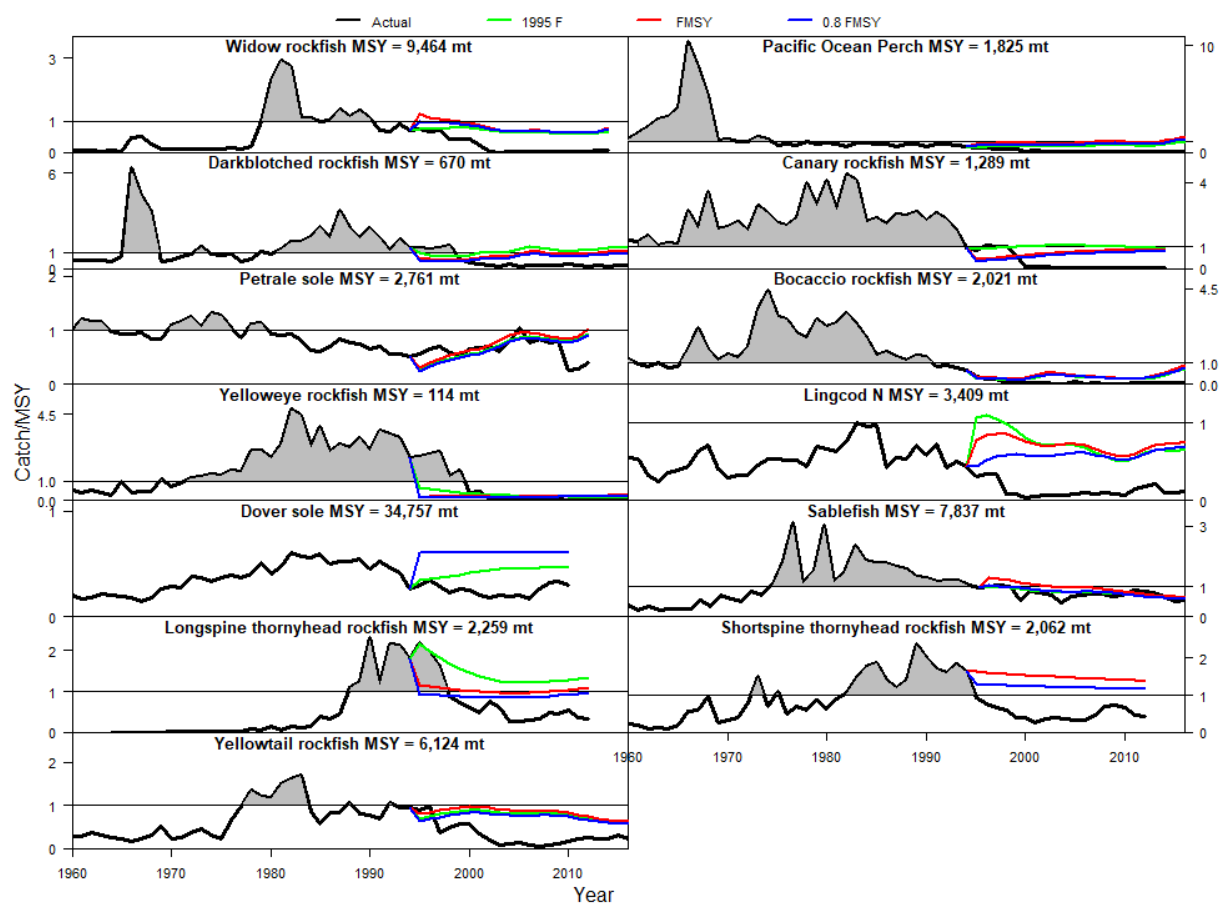 Actual 1995 F FMSY 0.8 FMSY
Widow rockfish MSY = 9,464 mt
Pacific Ocean Perch MSY = 1,825 mt
3
1
0
10
0
Darkblotched rockfish MSY = 670 mt
Canary rockfish MSY = 1,289 mt
6
1
0
4
1
0
Petrale sole MSY = 2,761 mt
Bocaccio rockfish MSY = 2,021 mt
2
1
0
4.5
1.0
0.0
Yelloweye rockfish MSY = 114 mt
Lingcod N MSY = 3,409 mt
4.5
1.0
0.0
1
0
Dover sole MSY = 34,757 mt
Sablefish MSY = 7,837 mt
1
0
3
1
0
Longspine thornyhead rockfish MSY = 2,259 mt
Shortspine thornyhead rockfish MSY = 2,062 mt
2
1
0
2
1
0
1960 1970 1980 1990 2000 2010
Yellowtail rockfish MSY = 6,124 mt
2
1
0
1960 1970 1980 1990 2000 2010
Catch/MSY
Year